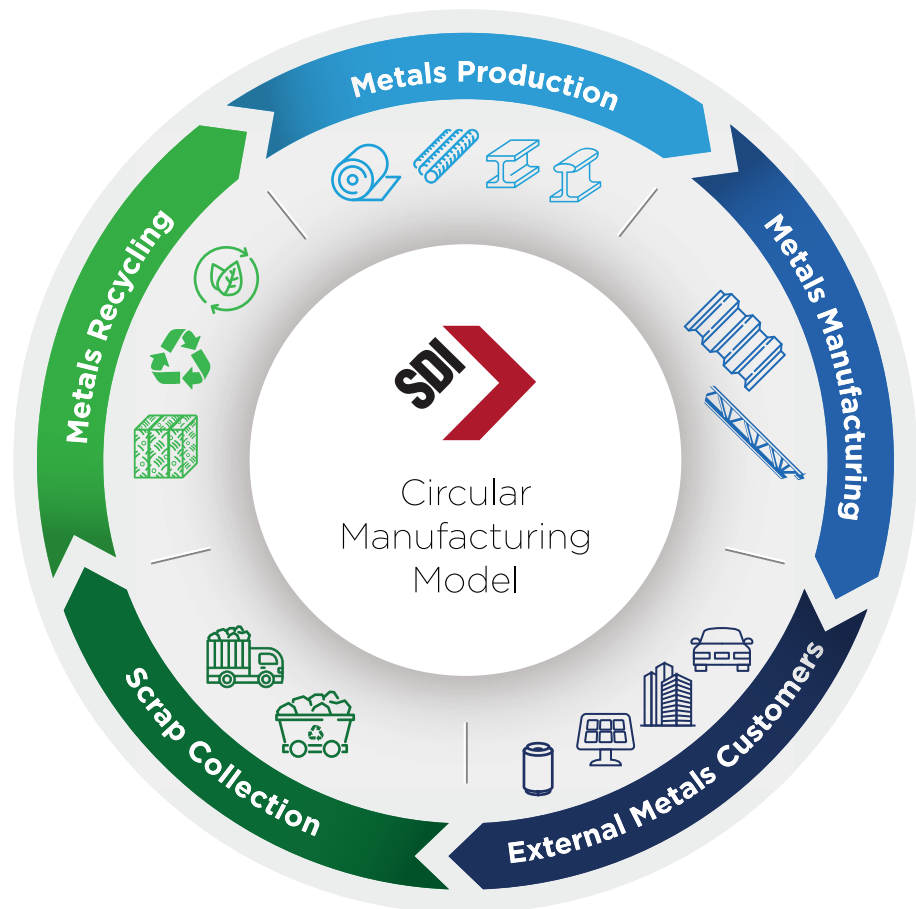 Metals Production
Metals Manufacturing
External Metals Customers
Scrap Collection
Metals Recycling
SDI
Circular
Manufacturing
Model